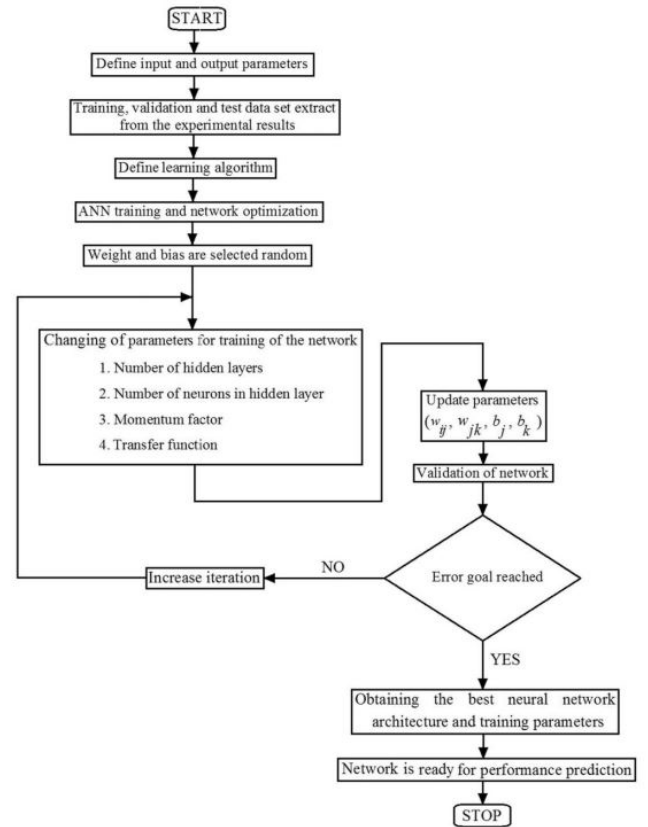 START
Define input and output parameters
Training, validation and test data set extract
from the experimental results
Define learning algorithm
ANN training and network optimization
Weight and bias are selected random
Changing of parameters for training of the network
1. Number of hidden layers
2. Number of neurons in hidden layer
3. Momentum factor
4. Transfer function
Update parameters
(w_ij, w_jk, b_j, b_k)
Validation of network
Error goal reached
NO
Increase iteration
YES
Obtaining the best neural network
architecture and training parameters
Network is ready for performance prediction
STOP